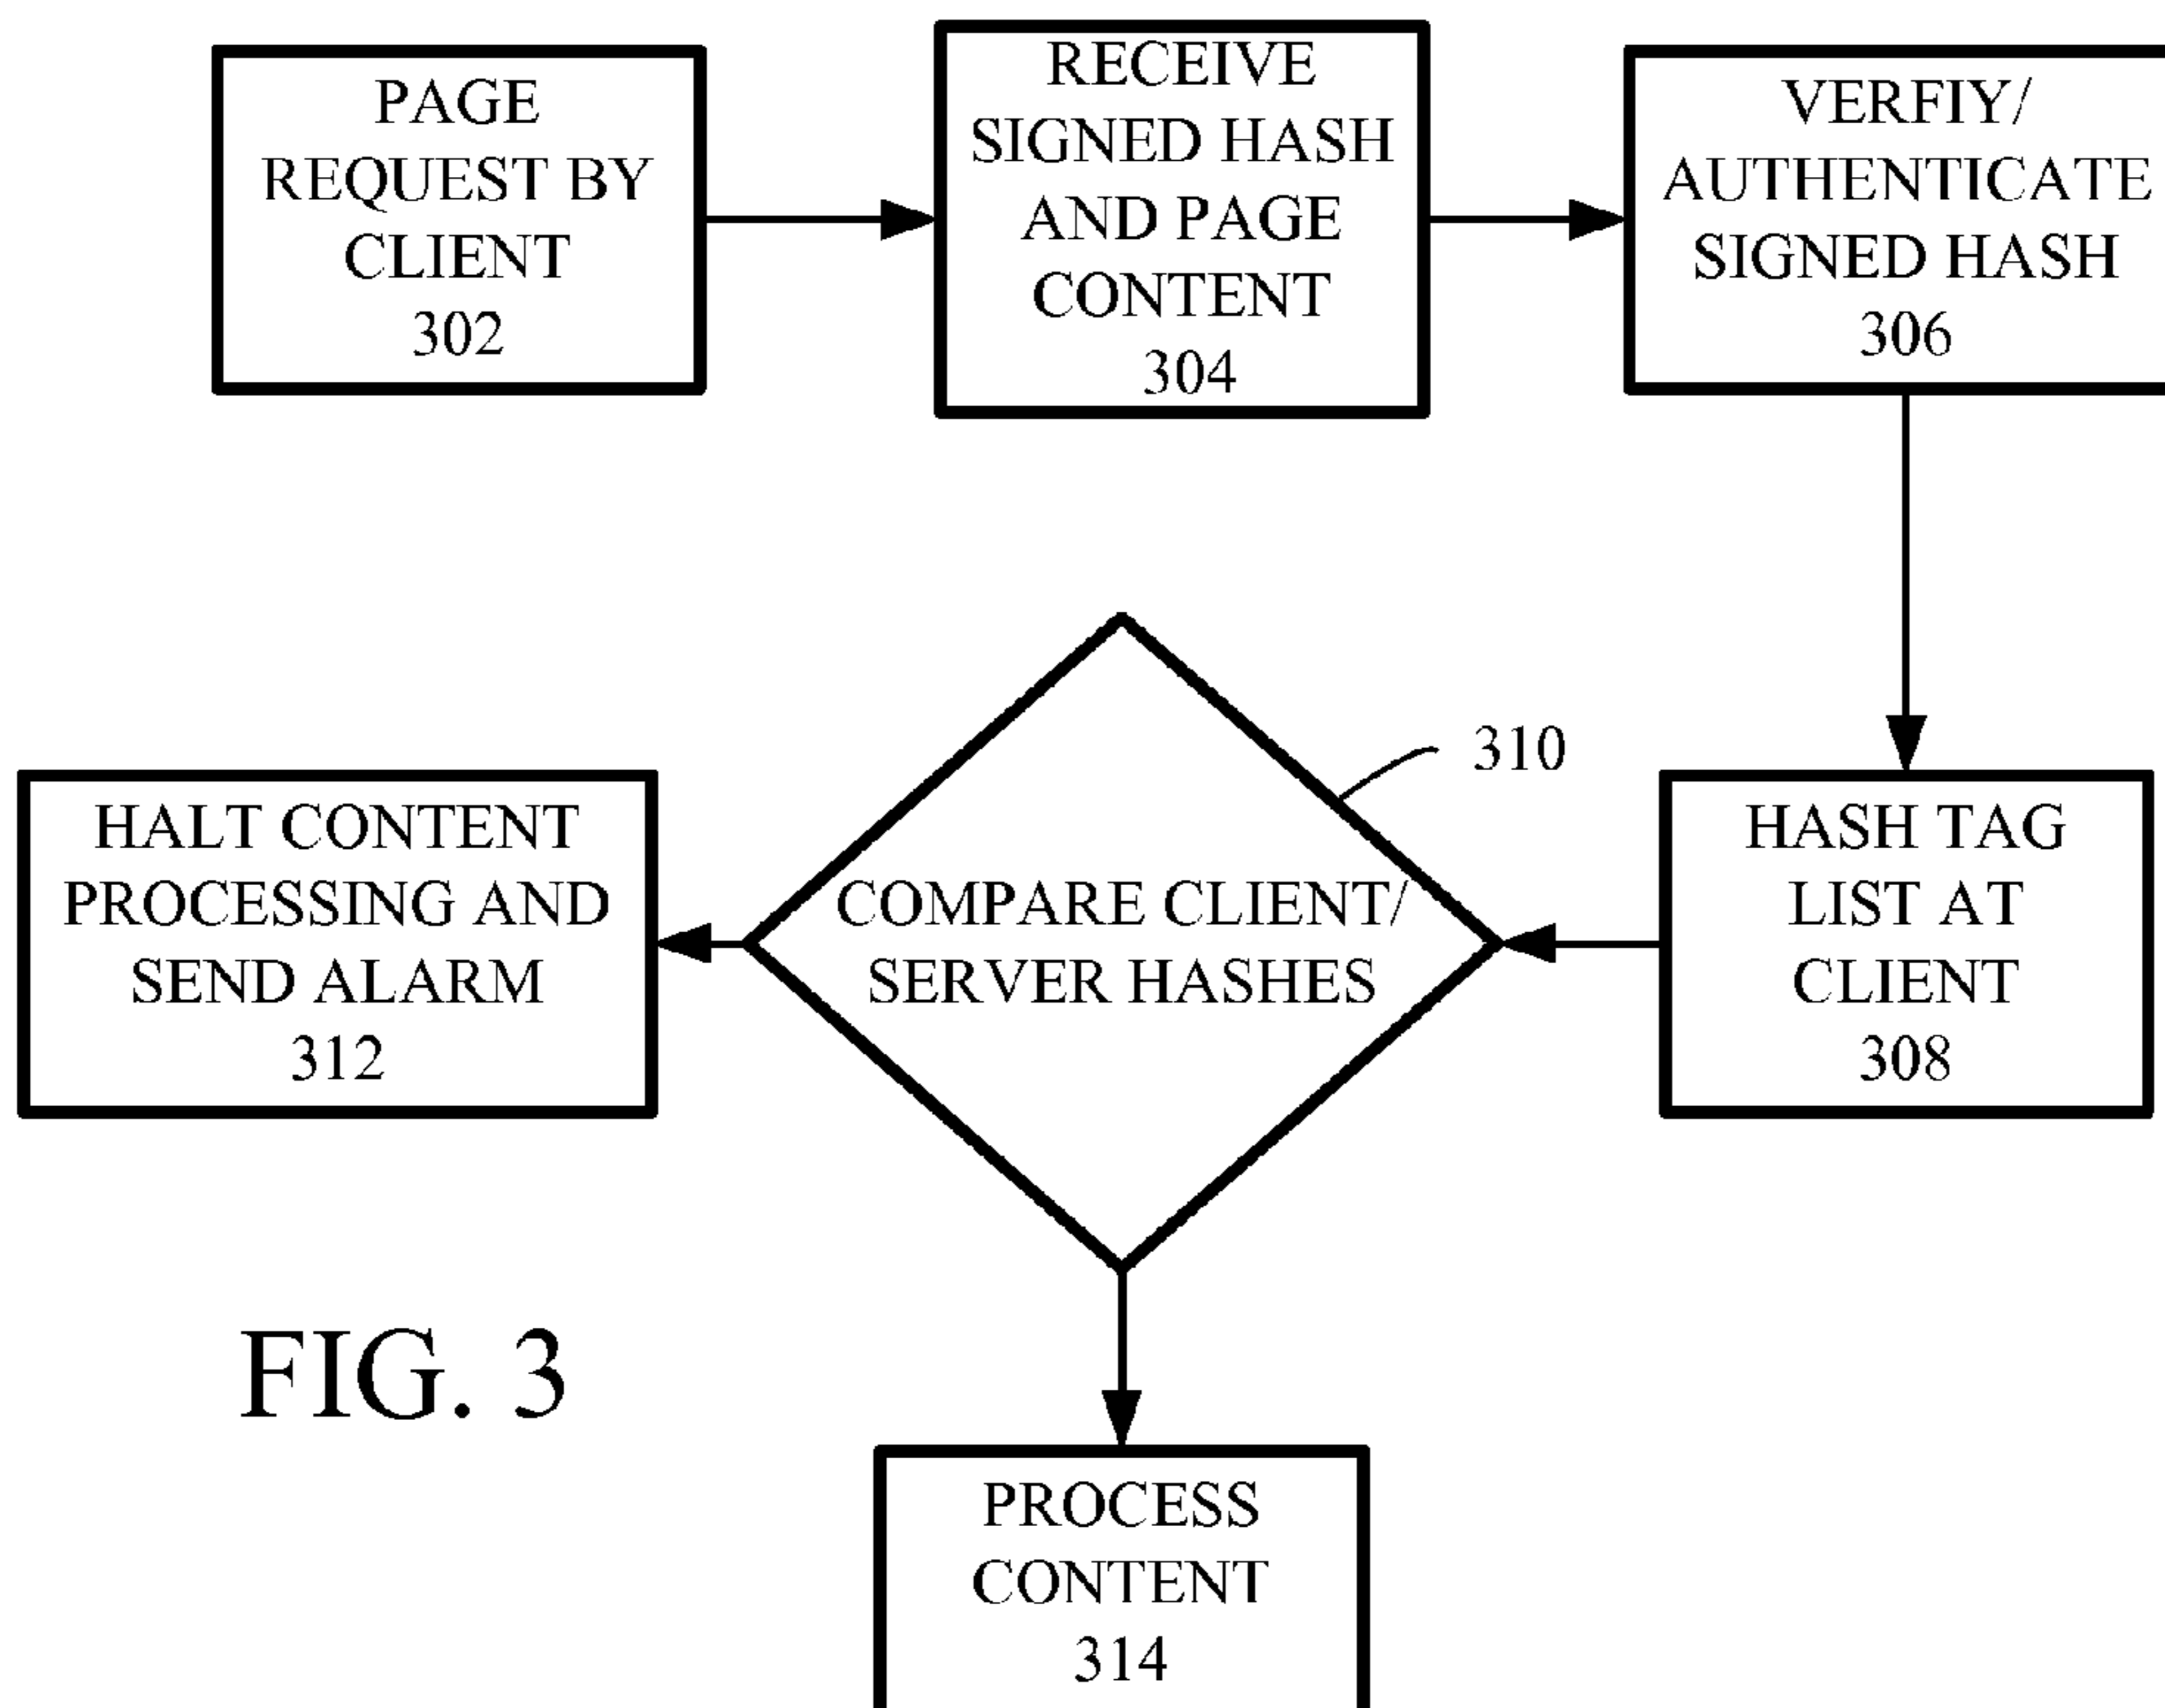 PAGE
REQUEST BY
CLIENT
302
RECEIVE
SIGNED HASH
AND PAGE
CONTENT
304
VERFIY/
AUTHENTICATE
SIGNED HASH
306
310
HASH TAG
LIST AT
CLIENT
308
COMPARE CLIENT/
SERVER HASHES
HALT CONTENT
PROCESSING AND
SEND ALARM
312
PROCESS
CONTENT
314
FIG. 3